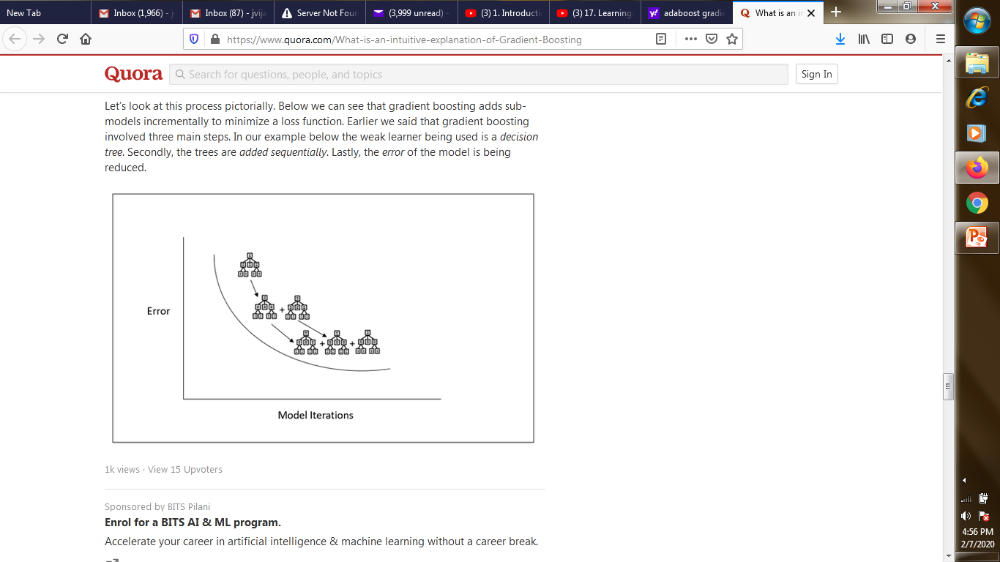 New Tab
Inbox (1,966) - j
Inbox (87) - jvija
Server Not Four
(3,999 unread) -
(3) 1. Introducti
(3) 17. Learning:
adaboost gradie
What is an in
https://www.quora.com/What-is-an-intuitive-explanation-of-Gradient-Boosting
Quora
Search for questions, people, and topics
Sign In
Let's look at this process pictorially. Below we can see that gradient boosting adds sub-
models incrementally to minimize a loss function. Earlier we said that gradient boosting
involved three main steps. In our example below the weak learner being used is a decision
tree. Secondly, the trees are added sequentially. Lastly, the error of the model is being
reduced.
+
+ +
Error
Model Iterations
1k views · View 15 Upvoters
Sponsored by BITS Pilani
Enrol for a BITS AI & ML program.
Accelerate your career in artificial intelligence & machine learning without a career break.
4:56 PM
2/7/2020